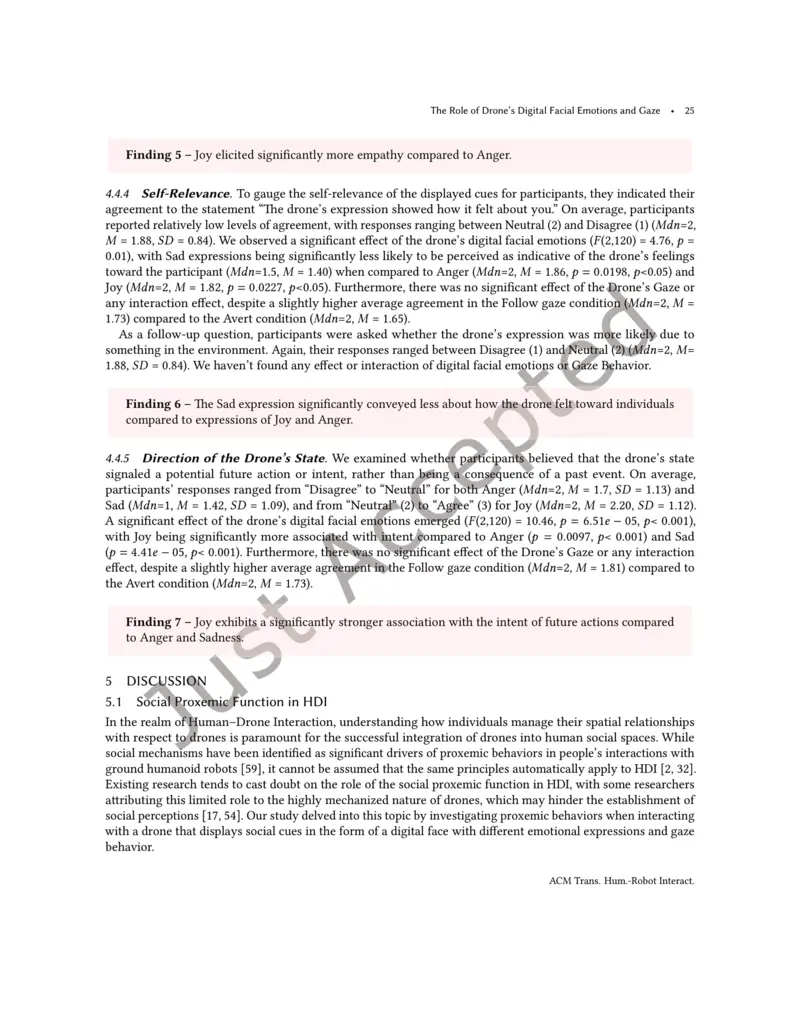 The Role of Drone's Digital Facial Emotions and Gaze • 25
Finding 5 – Joy elicited significantly more empathy compared to Anger.
4.4.4 Self-Relevance. To gauge the self-relevance of the displayed cues for participants, they indicated their
agreement to the statement “The drone’s expression showed how it felt about you.” On average, participants
reported relatively low levels of agreement, with responses ranging between Neutral (2) and Disagree (1) (Mdn=2,
M = 1.88, SD = 0.84). We observed a significant effect of the drone’s digital facial emotions (F(2,120) = 4.76, p =
0.01), with Sad expressions being significantly less likely to be perceived as indicative of the drone’s feelings
toward the participant (Mdn=1.5, M = 1.40) when compared to Anger (Mdn=2, M = 1.86, p = 0.0198, p<0.05) and
Joy (Mdn=2, M = 1.82, p = 0.0227, p<0.05). Furthermore, there was no significant effect of the Drone’s Gaze or
any interaction effect, despite a slightly higher average agreement in the Follow gaze condition (Mdn=2, M =
1.73) compared to the Avert condition (Mdn=2, M = 1.65).
As a follow-up question, participants were asked whether the drone’s expression was more likely due to
something in the environment. Again, their responses ranged between Disagree (1) and Neutral (2) (Mdn=2, M=
1.88, SD = 0.84). We haven’t found any effect or interaction of digital facial emotions or Gaze Behavior.
Finding 6 – The Sad expression significantly conveyed less about how the drone felt toward individuals
compared to expressions of Joy and Anger.
4.4.5 Direction of the Drone’s State. We examined whether participants believed that the drone’s state
signaled a potential future action or intent, rather than being a consequence of a past event. On average,
participants’ responses ranged from “Disagree” to “Neutral” for both Anger (Mdn=2, M = 1.7, SD = 1.13) and
Sad (Mdn=1, M = 1.42, SD = 1.09), and from “Neutral” (2) to “Agree” (3) for Joy (Mdn=2, M = 2.20, SD = 1.12).
A significant effect of the drone’s digital facial emotions emerged (F(2,120) = 10.46, p = 6.51e − 05, p< 0.001),
with Joy being significantly more associated with intent compared to Anger (p = 0.0097, p< 0.001) and Sad
(p = 4.41e − 05, p< 0.001). Furthermore, there was no significant effect of the Drone’s Gaze or any interaction
effect, despite a slightly higher average agreement in the Follow gaze condition (Mdn=2, M = 1.81) compared to
the Avert condition (Mdn=2, M = 1.73).
Finding 7 – Joy exhibits a significantly stronger association with the intent of future actions compared
to Anger and Sadness.
5 DISCUSSION
5.1 Social Proxemic Function in HDI
In the realm of Human–Drone Interaction, understanding how individuals manage their spatial relationships
with respect to drones is paramount for the successful integration of drones into human social spaces. While
social mechanisms have been identified as significant drivers of proxemic behaviors in people’s interactions with
ground humanoid robots [59], it cannot be assumed that the same principles automatically apply to HDI [2, 32].
Existing research tends to cast doubt on the role of the social proxemic function in HDI, with some researchers
attributing this limited role to the highly mechanized nature of drones, which may hinder the establishment of
social perceptions [17, 54]. Our study delved into this topic by investigating proxemic behaviors when interacting
with a drone that displays social cues in the form of a digital face with different emotional expressions and gaze
behavior.
ACM Trans. Hum.-Robot Interact.
Just Accepted